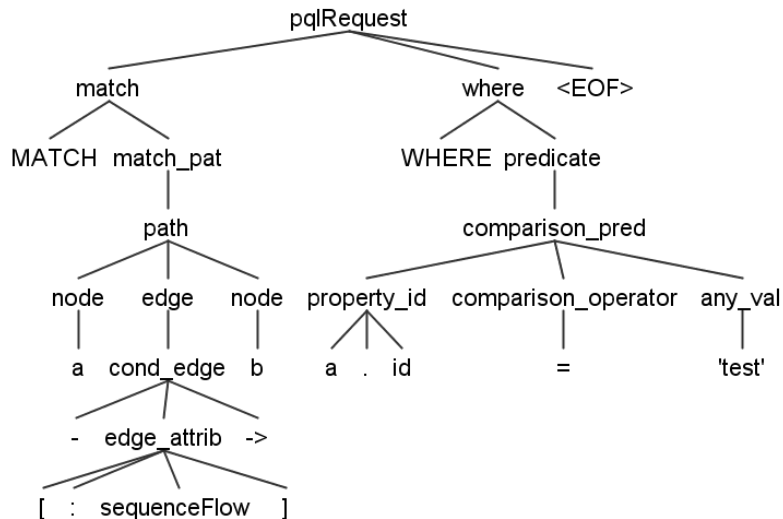 pqlRequest
match where <EOF>
MATCH match_pat WHERE predicate
path comparison_pred
node edge node property_id comparison_operator any_val
a cond_edge b a . id = 'test'
- edge_attrib ->
[ : sequenceFlow ]